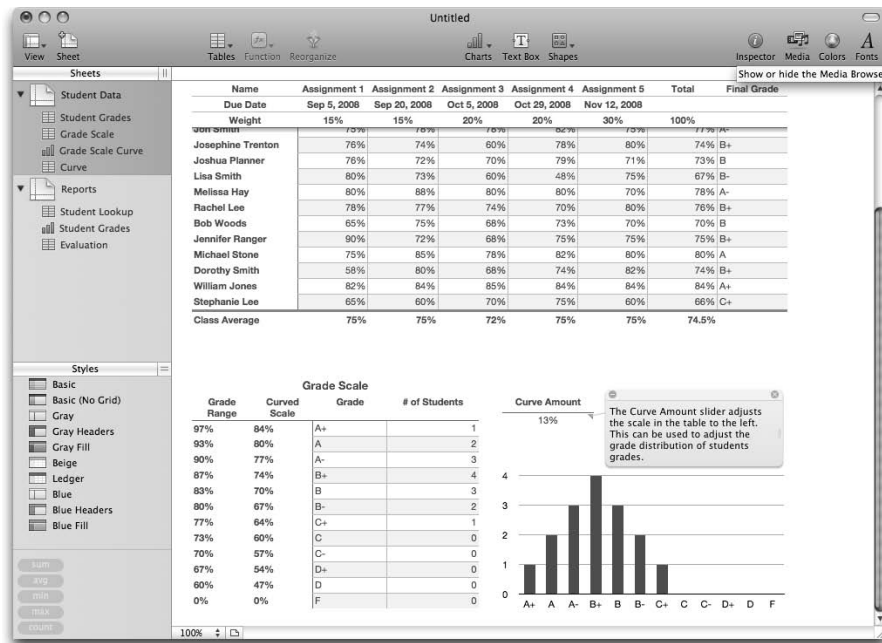 Untitled
View Sheet Tables Function Reorganize Charts Text Box Shapes Inspector Media Colors Fonts
Show or hide the Media Browse
Sheets
Student Data
Student Grades
Grade Scale
Grade Scale Curve
Curve
Reports
Student Lookup
Student Grades
Evaluation
Styles
Basic
Basic (No Grid)
Gray
Gray Headers
Gray Fill
Beige
Ledger
Blue
Blue Headers
Blue Fill
sum
avg
min
max
count
Name Assignment 1 Assignment 2 Assignment 3 Assignment 4 Assignment 5 Total Final Grade
Due Date Sep 5, 2008 Sep 20, 2008 Oct 5, 2008 Oct 29, 2008 Nov 12, 2008
Weight 15% 15% 20% 20% 30% 100%
Jon Smith 75% 78% 78% 82% 75% 77% A-
Josephine Trenton 76% 74% 60% 78% 80% 74% B+
Joshua Planner 76% 72% 70% 79% 71% 73% B
Lisa Smith 80% 73% 60% 48% 75% 67% B-
Melissa Hay 80% 88% 80% 80% 70% 78% A-
Rachel Lee 78% 77% 74% 70% 80% 76% B+
Bob Woods 65% 75% 68% 73% 70% 70% B
Jennifer Ranger 90% 72% 68% 75% 75% 75% B+
Michael Stone 75% 85% 78% 82% 80% 80% A
Dorothy Smith 58% 80% 68% 74% 82% 74% B+
William Jones 82% 84% 85% 84% 84% 84% A+
Stephanie Lee 65% 60% 70% 75% 60% 66% C+
Class Average 75% 75% 72% 75% 75% 74.5%
Grade Scale
Grade Curved Grade # of Students
Range Scale
97% 84% A+ 1
93% 80% A 2
90% 77% A- 3
87% 74% B+ 4
83% 70% B 3
80% 67% B- 2
77% 64% C+ 1
73% 60% C 0
70% 57% C- 0
67% 54% D+ 0
60% 47% D 0
0% 0% F 0
Curve Amount
13%
The Curve Amount slider adjusts
the scale in the table to the left.
This can be used to adjust the
grade distribution of students
grades.
4
3
2
1
0
A+ A A- B+ B B- C+ C C- D+ D F
100%